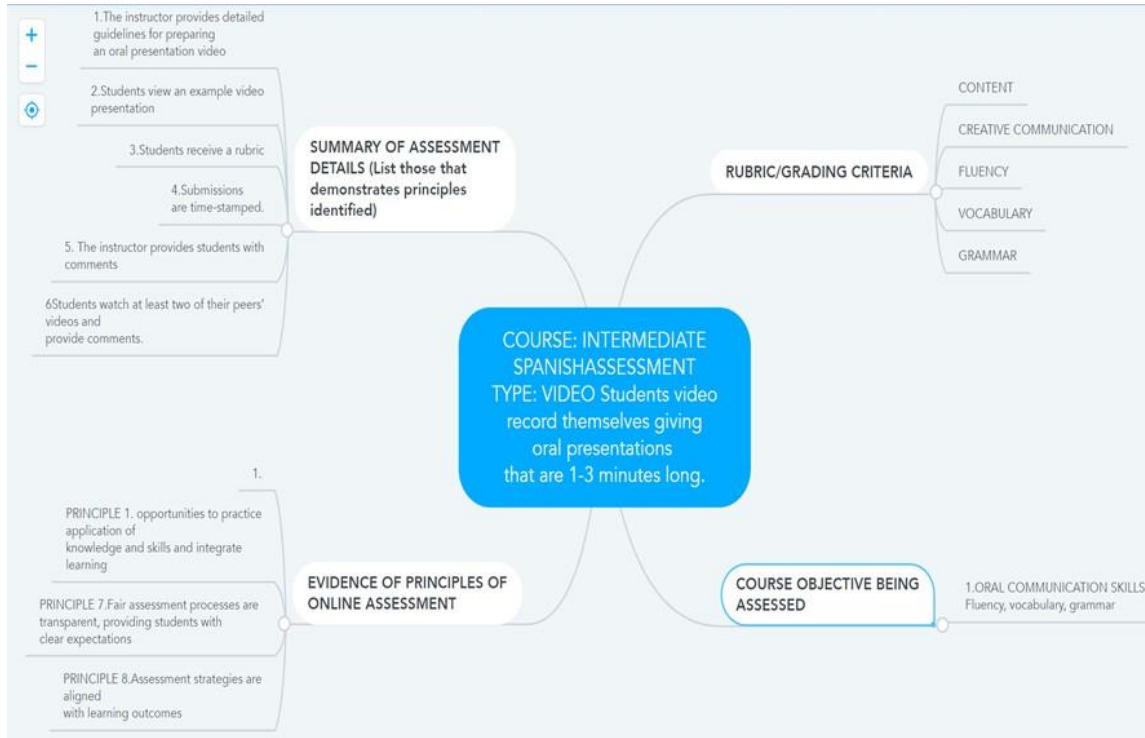 1.The instructor provides detailed
guidelines for preparing
an oral presentation video
2.Students view an example video
presentation
3.Students receive a rubric
4.Submissions
are time-stamped.
5. The instructor provides students with
comments
6Students watch at least two of their peers'
videos and
provide comments.
SUMMARY OF ASSESSMENT
DETAILS (List those that
demonstrates principles
identified)
RUBRIC/GRADING CRITERIA
CONTENT
CREATIVE COMMUNICATION
FLUENCY
VOCABULARY
GRAMMAR
COURSE: INTERMEDIATE
SPANISHASSESSMENT
TYPE: VIDEO Students video
record themselves giving
oral presentations
that are 1-3 minutes long.
1.
PRINCIPLE 1. opportunities to practice
application of
knowledge and skills and integrate
learning
PRINCIPLE 7.Fair assessment processes are
transparent, providing students with
clear expectations
PRINCIPLE 8.Assessment strategies are
aligned
with learning outcomes
EVIDENCE OF PRINCIPLES OF
ONLINE ASSESSMENT
COURSE OBJECTIVE BEING
ASSESSED
1.ORAL COMMUNICATION SKILLS
Fluency, vocabulary, grammar